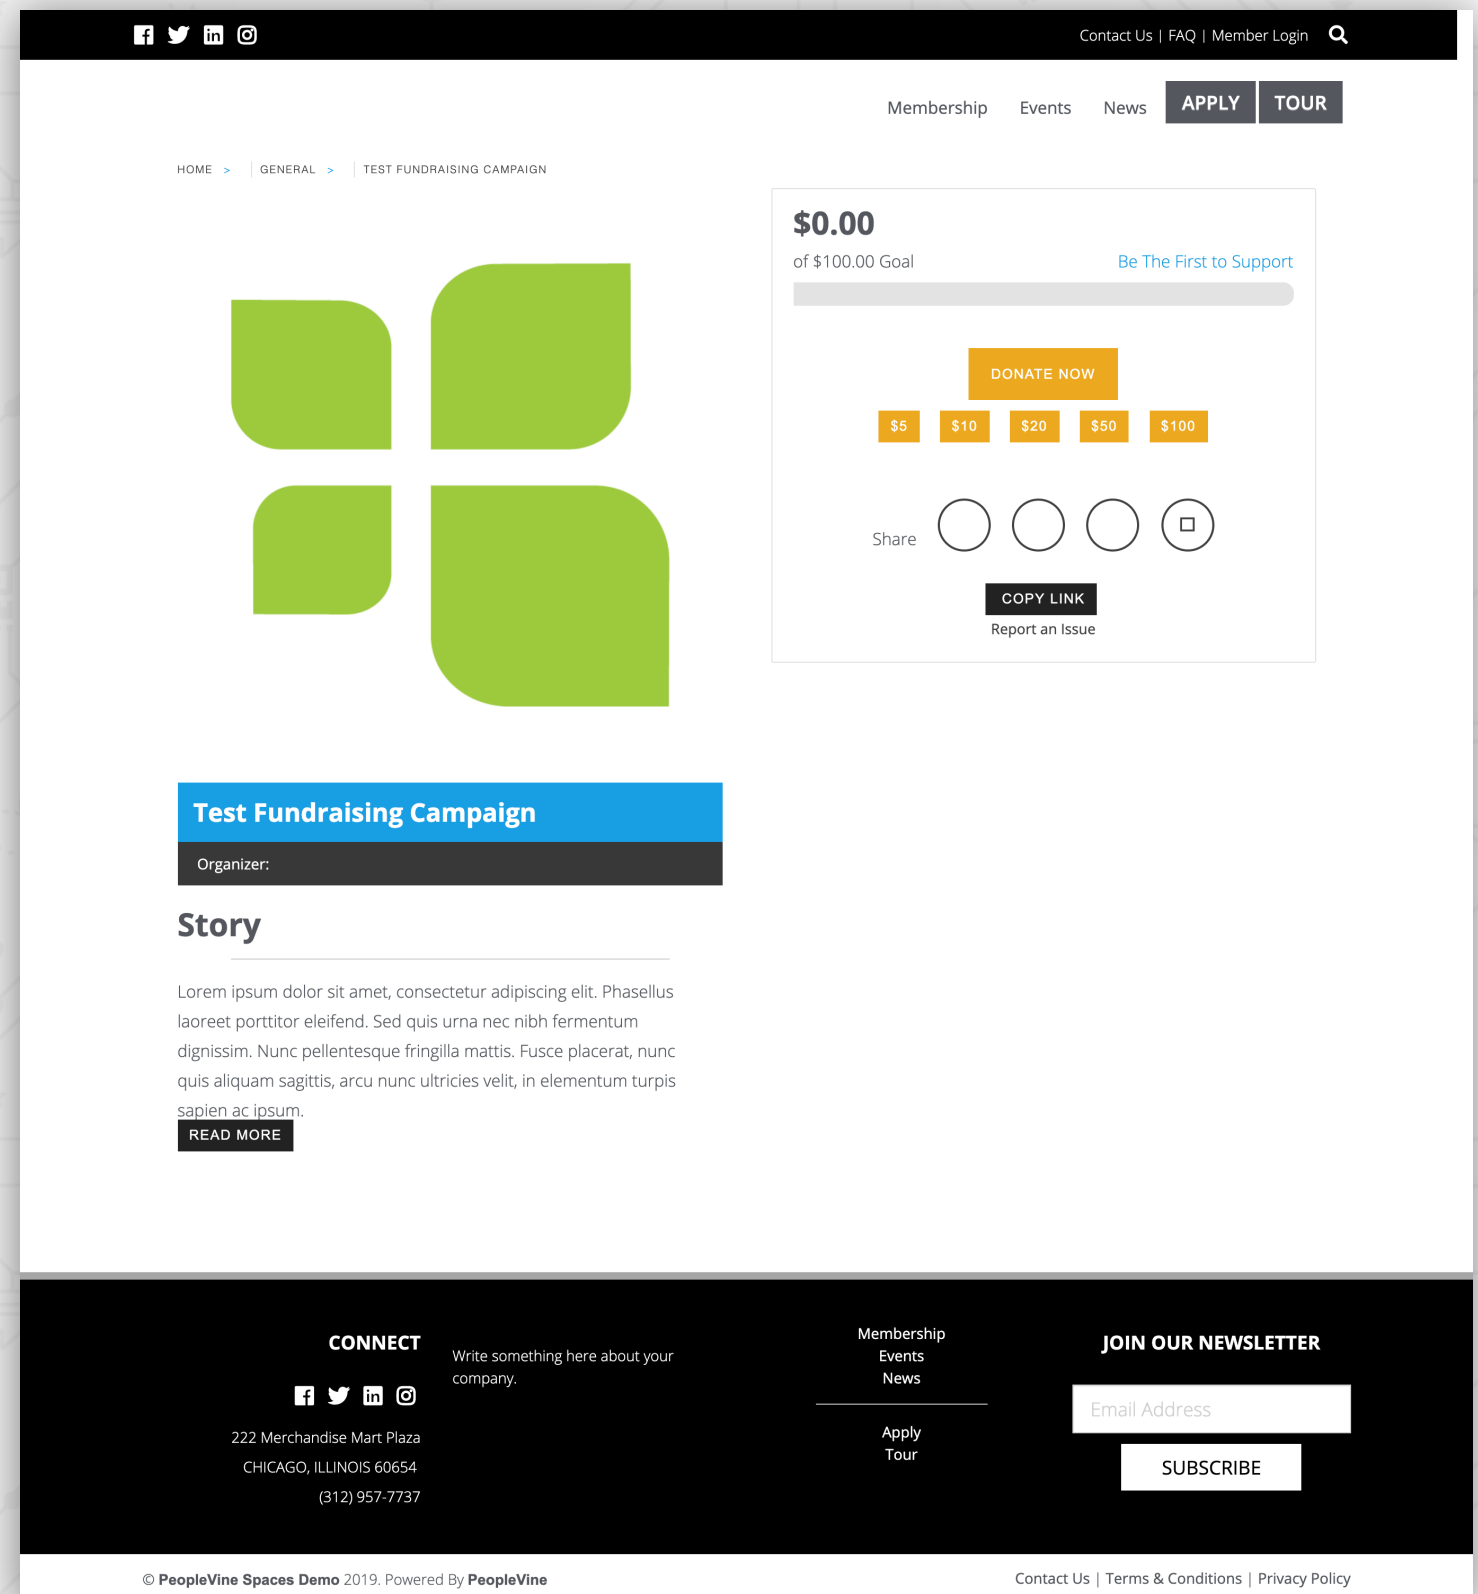 Contact Us | FAQ | Member Login
Membership Events News APPLY TOUR
HOME > GENERAL > TEST FUNDRAISING CAMPAIGN
$0.00
of $100.00 Goal Be The First to Support
DONATE NOW
$5 $10 $20 $50 $100
Share
COPY LINK
Report an Issue
Test Fundraising Campaign
Organizer:
Story
Lorem ipsum dolor sit amet, consectetur adipiscing elit. Phasellus
laoreet porttitor eleifend. Sed quis urna nec nibh fermentum
dignissim. Nunc pellentesque fringilla mattis. Fusce placerat, nunc
quis aliquam sagittis, arcu nunc ultricies velit, in elementum turpis
sapien ac ipsum.
READ MORE
CONNECT
222 Merchandise Mart Plaza
CHICAGO, ILLINOIS 60654
(312) 957-7737
Write something here about your
company.
Membership
Events
News
Apply
Tour
JOIN OUR NEWSLETTER
Email Address
SUBSCRIBE
© PeopleVine Spaces Demo 2019. Powered By PeopleVine
Contact Us | Terms & Conditions | Privacy Policy